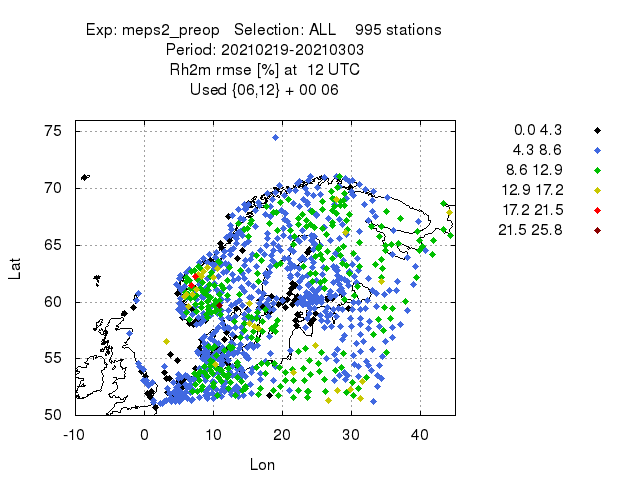 Exp: meps2_preop Selection: ALL 995 stations
Period: 20210219-20210303
Rh2m rmse [%] at 12 UTC
Used {06,12} + 00 06
0.0 4.3
4.3 8.6
8.6 12.9
12.9 17.2
17.2 21.5
21.5 25.8
75
70
65
60
55
50
Lat
-10 0 10 20 30 40
Lon